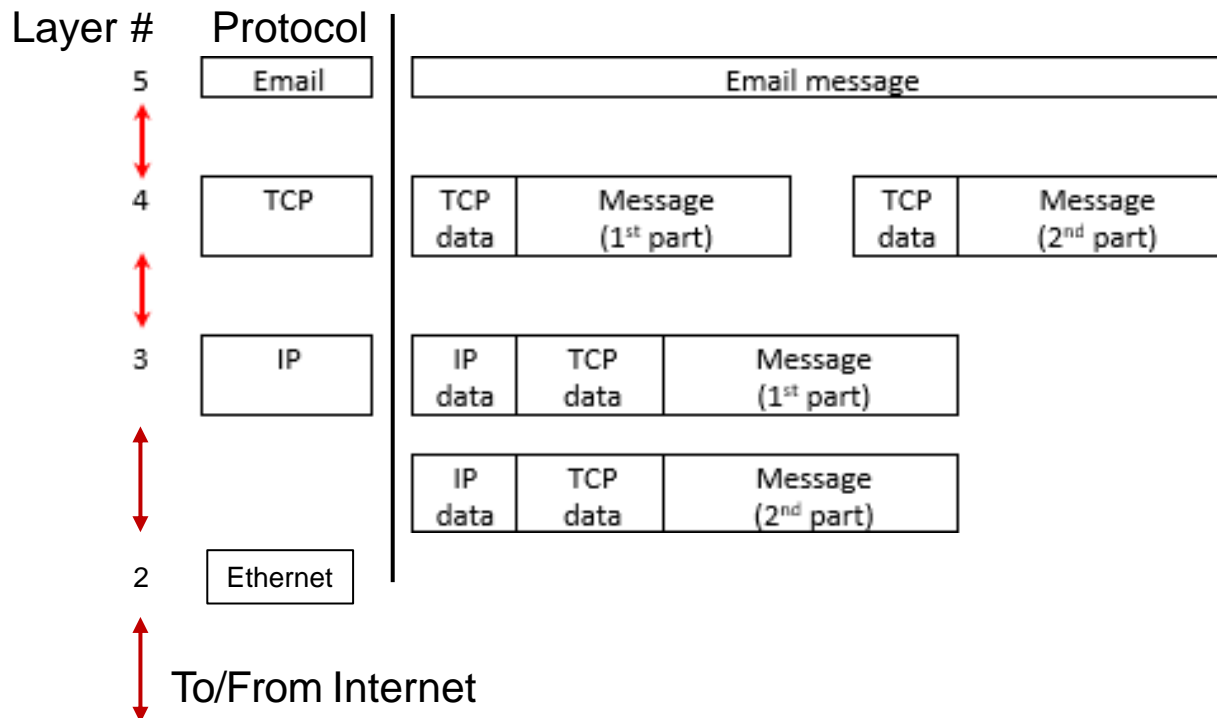 Layer # Protocol
5 Email Email message
4 TCP TCP Message TCP Message
data (1st part) data (2nd part)
3 IP IP TCP Message
data data (1st part)
IP TCP Message
data data (2nd part)
2 Ethernet
To/From Internet